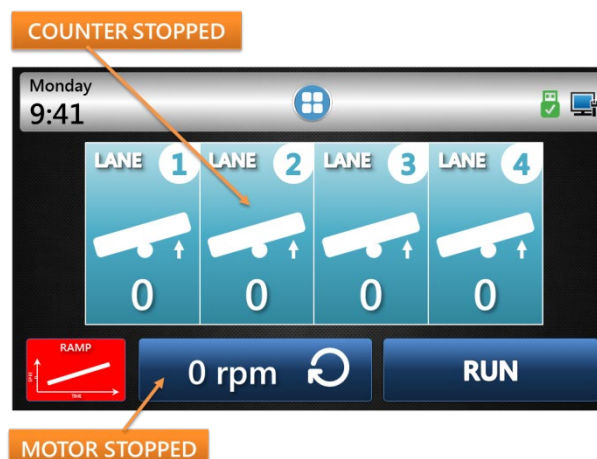 COUNTER STOPPED
Monday
9:41
LANE 1 LANE 2 LANE 3 LANE 4
0 0 0 0
RAMP
0 rpm RUN
TIME
MOTOR STOPPED